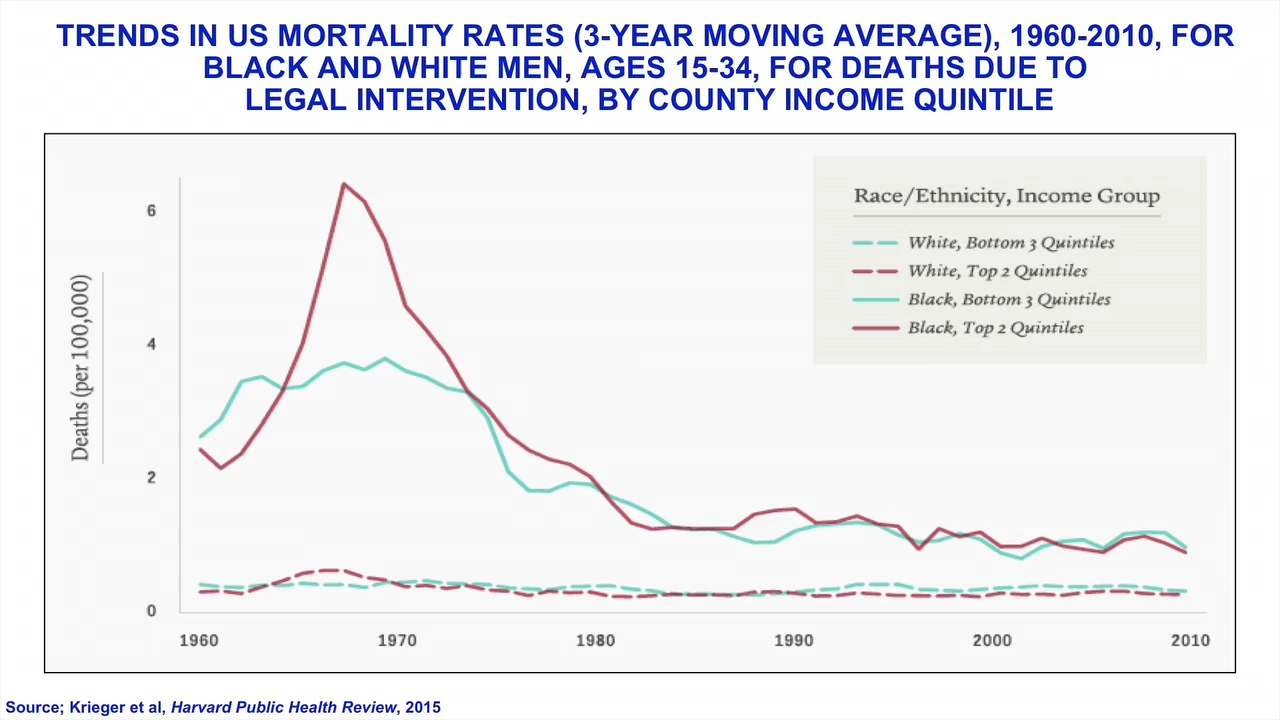 TRENDS IN US MORTALITY RATES (3-YEAR MOVING AVERAGE), 1960-2010, FOR
BLACK AND WHITE MEN, AGES 15-34, FOR DEATHS DUE TO
LEGAL INTERVENTION, BY COUNTY INCOME QUINTILE
Race/Ethnicity, Income Group
White, Bottom 3 Quintiles
White, Top 2 Quintiles
Black, Bottom 3 Quintiles
Black, Top 2 Quintiles
Deaths (per 100,000)
6
4
2
0
1960 1970 1980 1990 2000 2010
Source; Krieger et al, Harvard Public Health Review, 2015